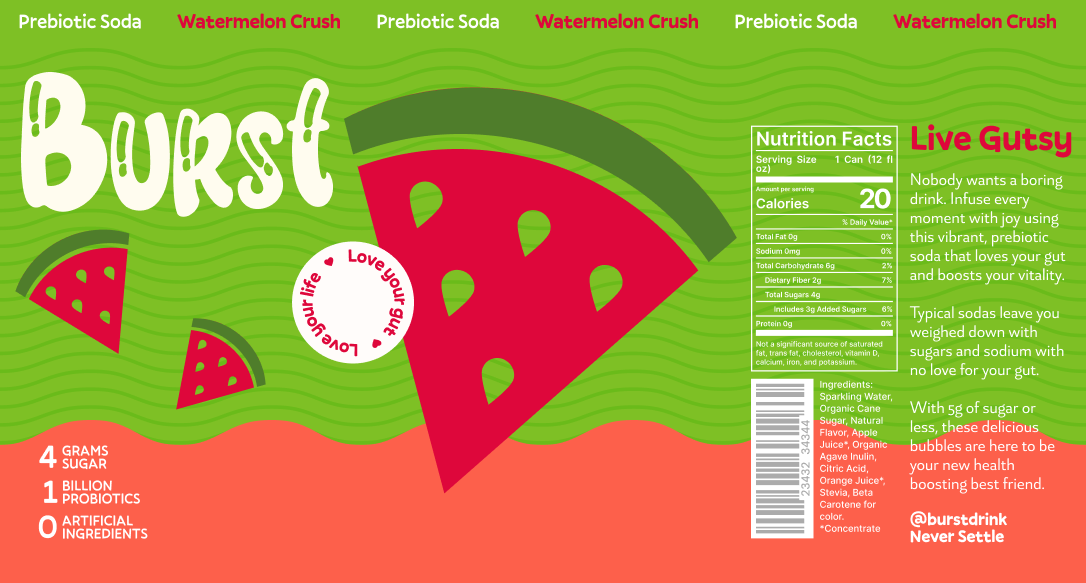 Prebiotic Soda Watermelon Crush Prebiotic Soda Watermelon Crush Prebiotic Soda Watermelon Crush
Burst
Love your gut
Love your life
4 GRAMS
SUGAR
1 BILLION
PROBIOTICS
0 ARTIFICIAL
INGREDIENTS
Nutrition Facts
Serving Size 1 Can (12 fl
oz)
Amount per serving
Calories 20
% Daily Value*
Total Fat 0g 0%
Sodium 0mg 0%
Total Carbohydrate 6g 2%
Dietary Fiber 2g 7%
Total Sugars 4g
Includes 3g Added Sugars 6%
Protein 0g 0%
Not a significant source of saturated
fat, trans fat, cholesterol, vitamin D,
calcium, iron, and potassium.
23432 34344
Ingredients:
Sparkling Water,
Organic Cane
Sugar, Natural
Flavor, Apple
Juice*, Organic
Agave Inulin,
Citric Acid,
Orange Juice*,
Stevia, Beta
Carotene for
color.
*Concentrate
Live Gutsy
Nobody wants a boring
drink. Infuse every
moment with joy using
this vibrant, prebiotic
soda that loves your gut
and boosts your vitality.
Typical sodas leave you
weighed down with
sugars and sodium with
no love for your gut.
With 5g of sugar or
less, these delicious
bubbles are here to be
your new health
boosting best friend.
@burstdrink
Never Settle